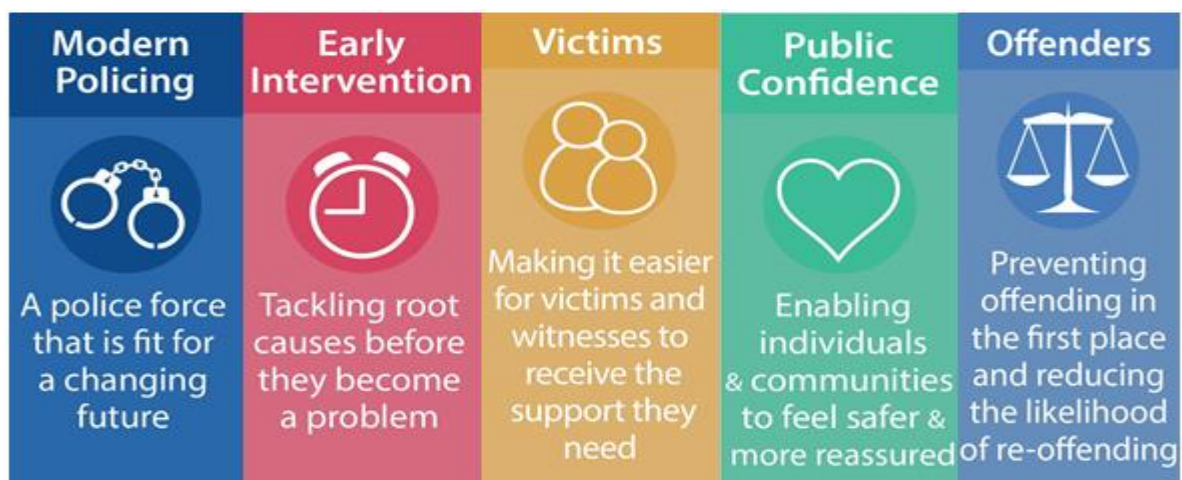 Modern
Policing
A police force
that is fit for
a changing
future
Early
Intervention
Tackling root
causes before
they become
a problem
Victims
Making it easier
for victims and
witnesses to
receive the
support they
need
Public
Confidence
Enabling
individuals
& communities
to feel safer &
more reassured
Offenders
Preventing
offending in
the first place
and reducing
the likelihood
of re-offending